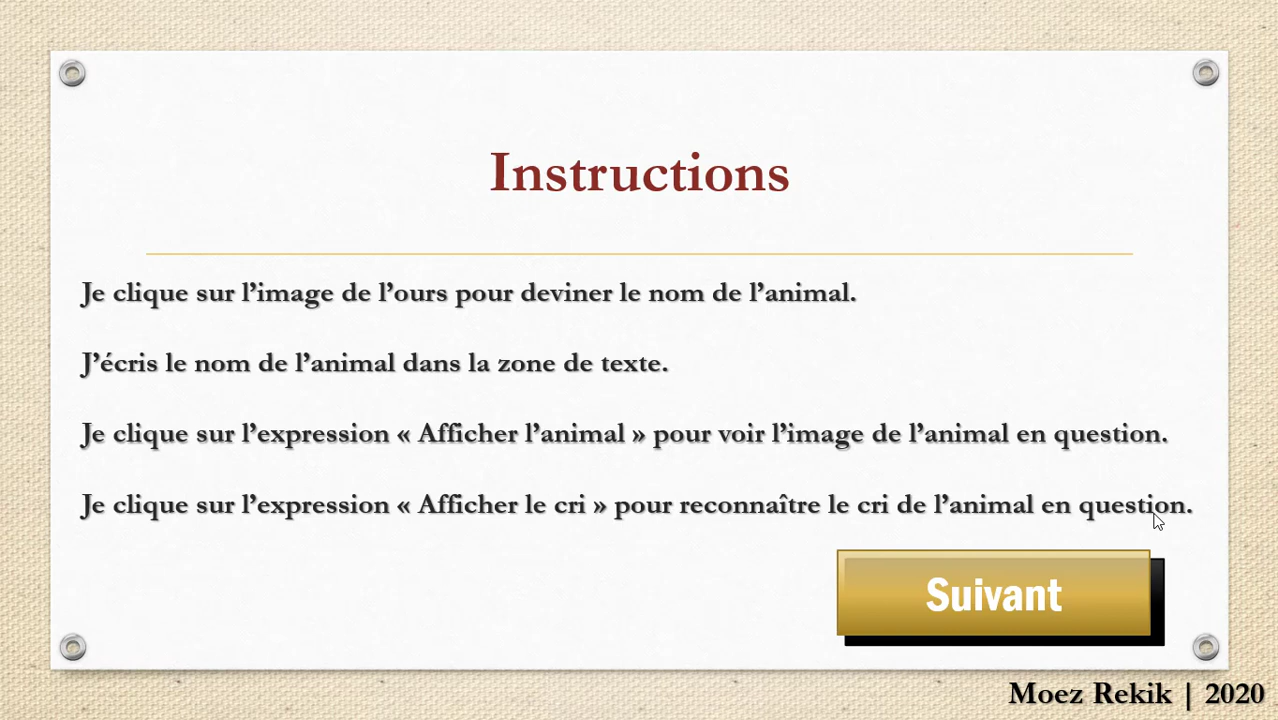 Instructions
Je clique sur l’image de l’ours pour deviner le nom de l’animal.
J’écris le nom de l’animal dans la zone de texte.
Je clique sur l’expression « Afficher l’animal » pour voir l’image de l’animal en question.
Je clique sur l’expression « Afficher le cri » pour reconnaître le cri de l’animal en question.
Suivant
Moez Rekik | 2020